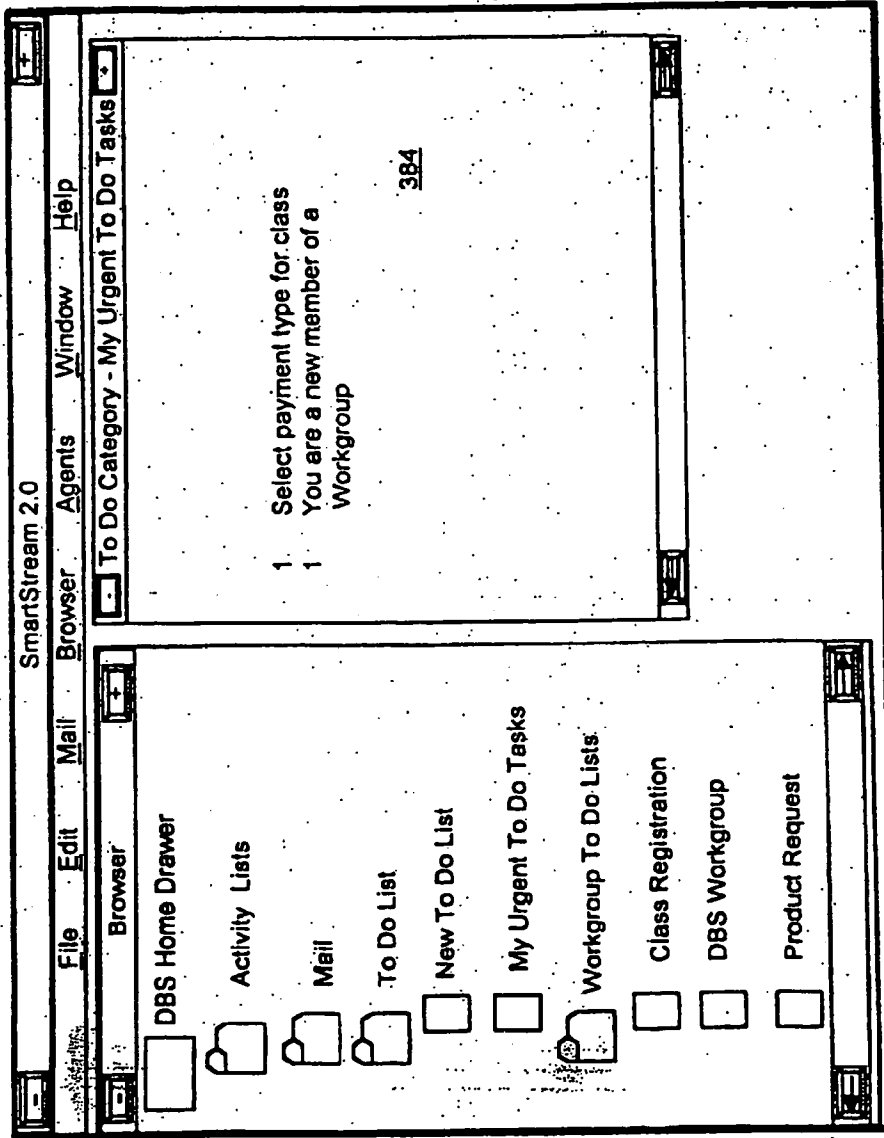 SmartStream 2.0
File Edit Mail Browser Agents Window Help
Browser
DBS Home Drawer
Activity Lists
Mail
To Do List
New To Do List
My Urgent To Do Tasks
Workgroup To Do Lists
Class Registration
DBS Workgroup
Product Request
To Do Category - My Urgent To Do Tasks
1 Select payment type for class
1 You are a new member of a
Workgroup
384